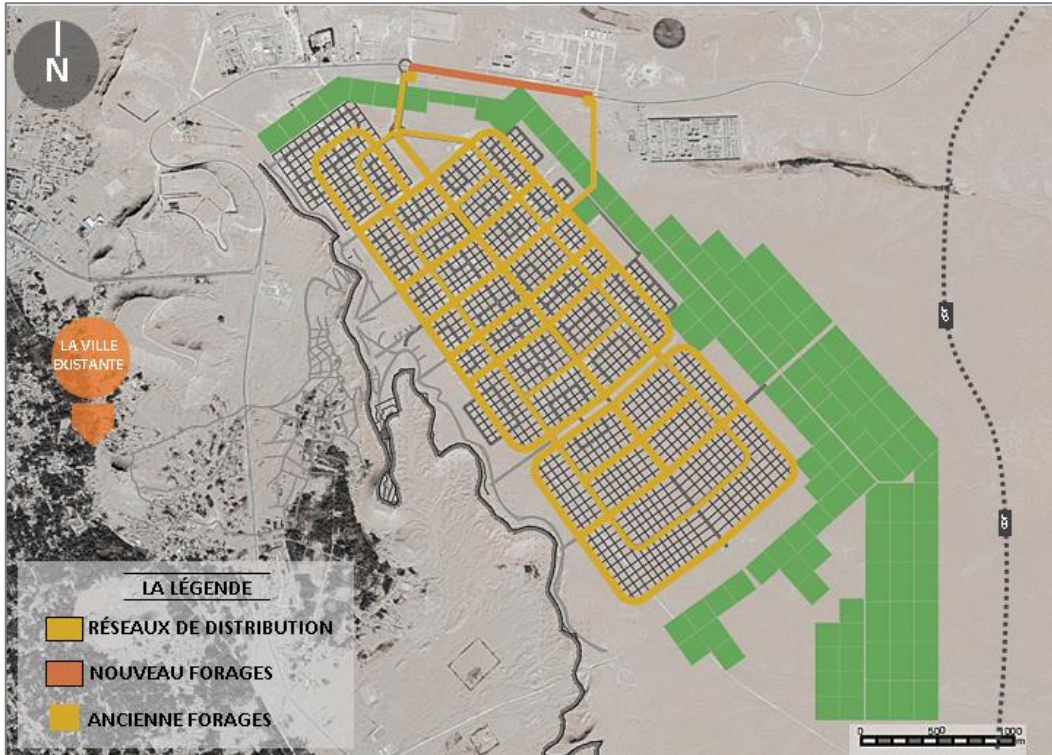 N
LA VILLE
EXISTANTE
LA LÉGENDE
RÉSEAUX DE DISTRIBUTION
NOUVEAU FORAGES
ANCIENNE FORAGES
0 500 1000
m